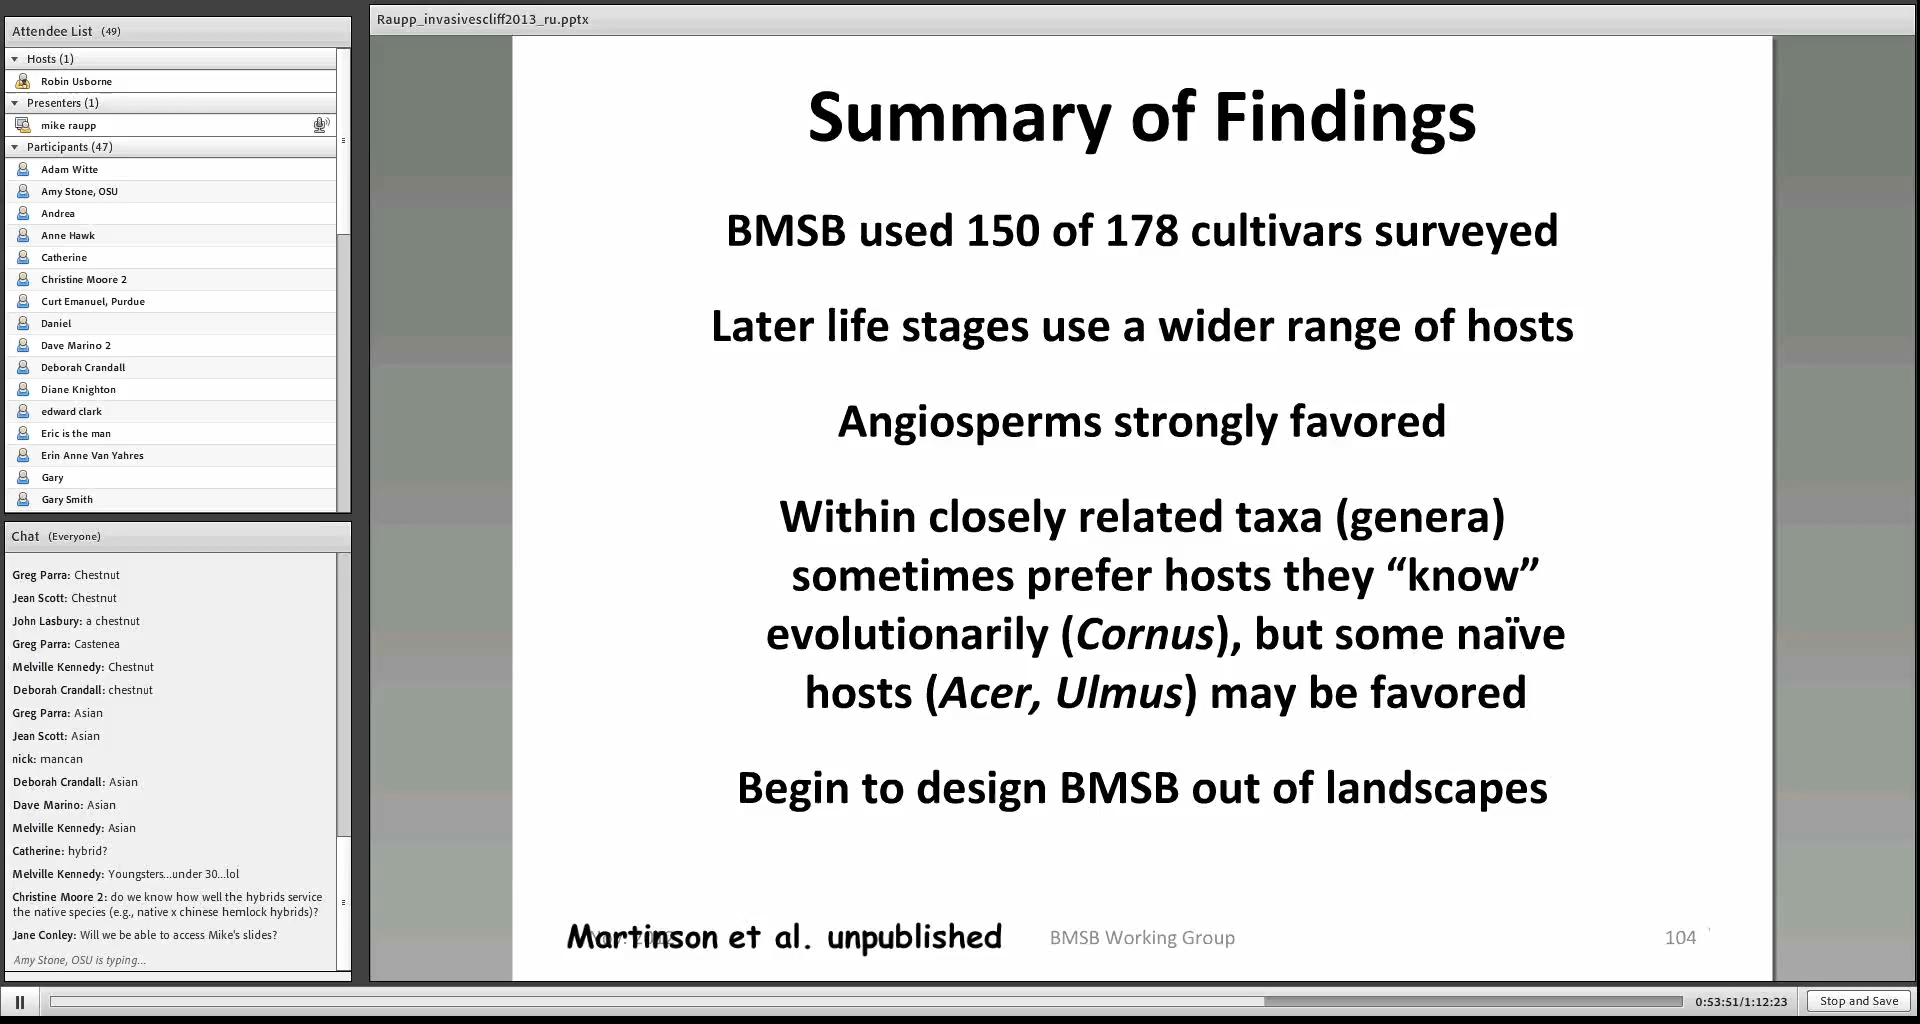 Attendee List (49)
Hosts (1)
Robin Usborne
Presenters (1)
mike raupp
Participants (47)
Adam Witte
Amy Stone, OSU
Andrea
Anne Hawk
Catherine
Christine Moore 2
Curt Emanuel, Purdue
Daniel
Dave Marino 2
Deborah Crandall
Diane Knighton
edward clark
Eric is the man
Erin Anne Van Yahres
Gary
Gary Smith
Chat (Everyone)
Greg Parra: Chestnut
Jean Scott: Chestnut
John Lasbury: a chestnut
Greg Parra: Castenea
Melville Kennedy: Chestnut
Deborah Crandall: chestnut
Greg Parra: Asian
Jean Scott: Asian
nick: mancan
Deborah Crandall: Asian
Dave Marino: Asian
Melville Kennedy: Asian
Catherine: hybrid?
Melville Kennedy: Youngsters...under 30...lol
Christine Moore 2: do we know how well the hybrids service
the native species (e.g., native x chinese hemlock hybrids)?
Jane Conley: Will we be able to access Mike's slides?
Amy Stone, OSU is typing...
Raupp_invasivescliff2013_ru.pptx
Summary of Findings
BMSB used 150 of 178 cultivars surveyed
Later life stages use a wider range of hosts
Angiosperms strongly favored
Within closely related taxa (genera)
sometimes prefer hosts they “know”
evolutionarily (Cornus), but some naïve
hosts (Acer, Ulmus) may be favored
Begin to design BMSB out of landscapes
Martinson et al. unpublished
BMSB Working Group
104
0:53:51/1:12:23
Stop and Save